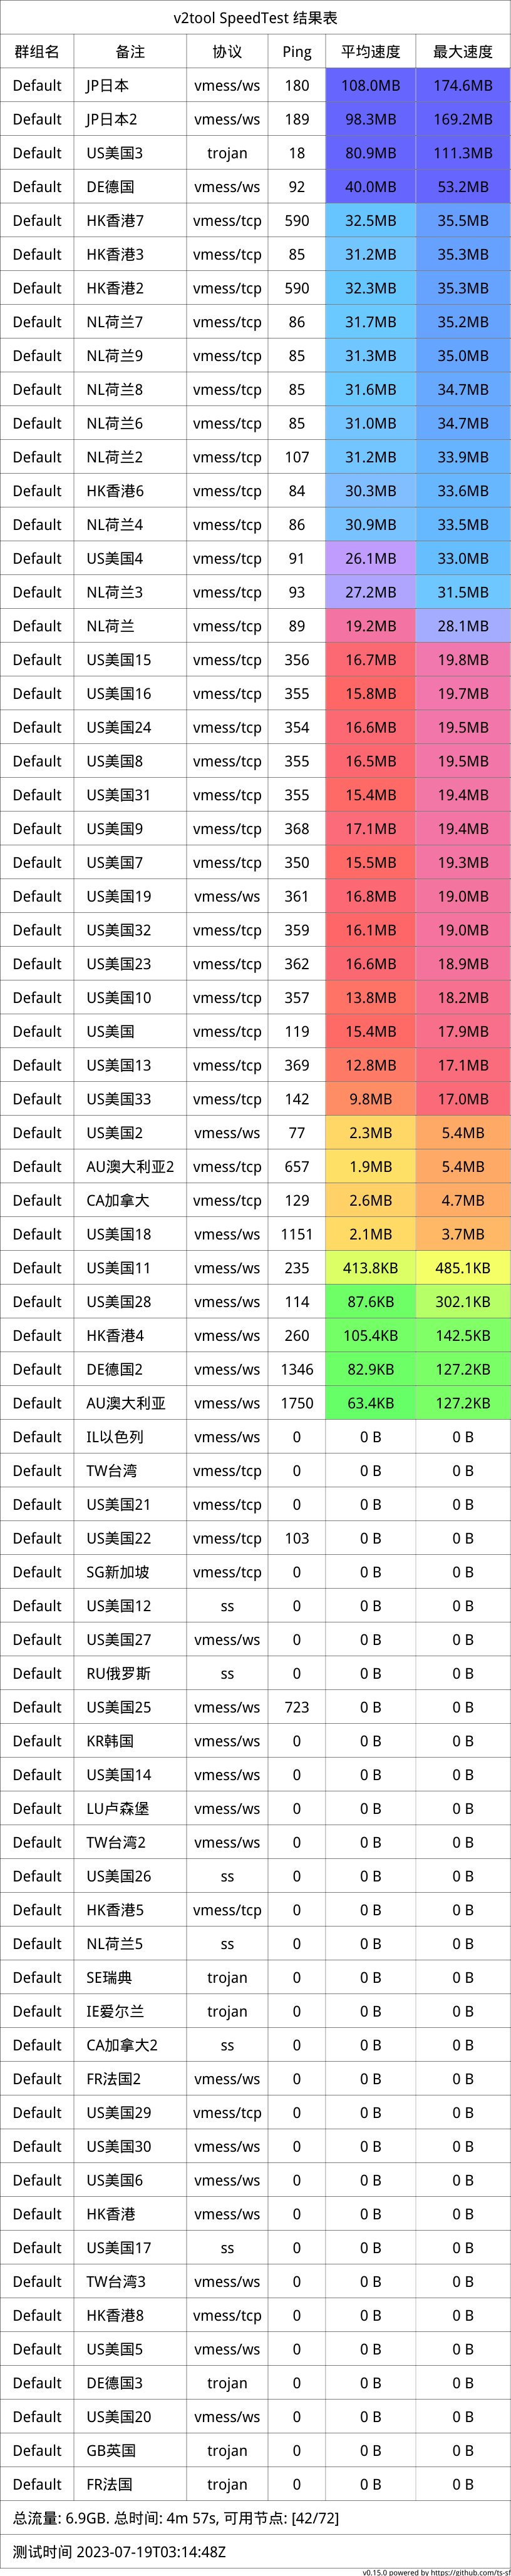 v2tool SpeedTest 结果表
群组名 备注 协议 Ping 平均速度 最大速度
Default JP日本 vmess/ws 180 108.0MB 174.6MB
Default JP日本2 vmess/ws 189 98.3MB 169.2MB
Default US美国3 trojan 18 80.9MB 111.3MB
Default DE德国 vmess/ws 92 40.0MB 53.2MB
Default HK香港7 vmess/tcp 590 32.5MB 35.5MB
Default HK香港3 vmess/tcp 85 31.2MB 35.3MB
Default HK香港2 vmess/tcp 590 32.3MB 35.3MB
Default NL荷兰7 vmess/tcp 86 31.7MB 35.2MB
Default NL荷兰9 vmess/tcp 85 31.3MB 35.0MB
Default NL荷兰8 vmess/tcp 85 31.6MB 34.7MB
Default NL荷兰6 vmess/tcp 85 31.0MB 34.7MB
Default NL荷兰2 vmess/tcp 107 31.2MB 33.9MB
Default HK香港6 vmess/tcp 84 30.3MB 33.6MB
Default NL荷兰4 vmess/tcp 86 30.9MB 33.5MB
Default US美国4 vmess/tcp 91 26.1MB 33.0MB
Default NL荷兰3 vmess/tcp 93 27.2MB 31.5MB
Default NL荷兰 vmess/tcp 89 19.2MB 28.1MB
Default US美国15 vmess/tcp 356 16.7MB 19.8MB
Default US美国16 vmess/tcp 355 15.8MB 19.7MB
Default US美国24 vmess/tcp 354 16.6MB 19.5MB
Default US美国8 vmess/tcp 355 16.5MB 19.5MB
Default US美国31 vmess/tcp 355 15.4MB 19.4MB
Default US美国9 vmess/tcp 368 17.1MB 19.4MB
Default US美国7 vmess/tcp 350 15.5MB 19.3MB
Default US美国19 vmess/ws 361 16.8MB 19.0MB
Default US美国32 vmess/tcp 359 16.1MB 19.0MB
Default US美国23 vmess/tcp 362 16.6MB 18.9MB
Default US美国10 vmess/tcp 357 13.8MB 18.2MB
Default US美国 vmess/tcp 119 15.4MB 17.9MB
Default US美国13 vmess/tcp 369 12.8MB 17.1MB
Default US美国33 vmess/tcp 142 9.8MB 17.0MB
Default US美国2 vmess/ws 77 2.3MB 5.4MB
Default AU澳大利亚2 vmess/tcp 657 1.9MB 5.4MB
Default CA加拿大 vmess/tcp 129 2.6MB 4.7MB
Default US美国18 vmess/ws 1151 2.1MB 3.7MB
Default US美国11 vmess/ws 235 413.8KB 485.1KB
Default US美国28 vmess/ws 114 87.6KB 302.1KB
Default HK香港4 vmess/tcp 260 105.4KB 142.5KB
Default DE德国2 vmess/ws 1346 82.9KB 127.2KB
Default AU澳大利亚 vmess/ws 1750 63.4KB 127.2KB
Default IL以色列 vmess/ws 0 0 B 0 B
Default TW台湾 vmess/tcp 0 0 B 0 B
Default US美国21 vmess/tcp 0 0 B 0 B
Default US美国22 vmess/tcp 103 0 B 0 B
Default SG新加坡 vmess/tcp 0 0 B 0 B
Default US美国12 ss 0 0 B 0 B
Default US美国27 vmess/ws 0 0 B 0 B
Default RU俄罗斯 ss 0 0 B 0 B
Default US美国25 vmess/ws 723 0 B 0 B
Default KR韩国 vmess/ws 0 0 B 0 B
Default US美国14 vmess/ws 0 0 B 0 B
Default LU卢森堡 vmess/ws 0 0 B 0 B
Default TW台湾2 vmess/ws 0 0 B 0 B
Default US美国26 ss 0 0 B 0 B
Default HK香港5 vmess/tcp 0 0 B 0 B
Default NL荷兰5 ss 0 0 B 0 B
Default SE瑞典 trojan 0 0 B 0 B
Default IE爱尔兰 trojan 0 0 B 0 B
Default CA加拿大2 ss 0 0 B 0 B
Default FR法国2 vmess/ws 0 0 B 0 B
Default US美国29 vmess/tcp 0 0 B 0 B
Default US美国30 vmess/ws 0 0 B 0 B
Default US美国6 vmess/ws 0 0 B 0 B
Default HK香港 vmess/ws 0 0 B 0 B
Default US美国17 ss 0 0 B 0 B
Default TW台湾3 vmess/ws 0 0 B 0 B
Default HK香港8 vmess/tcp 0 0 B 0 B
Default US美国5 vmess/ws 0 0 B 0 B
Default DE德国3 trojan 0 0 B 0 B
Default US美国20 vmess/ws 0 0 B 0 B
Default GB英国 trojan 0 0 B 0 B
Default FR法国 trojan 0 0 B 0 B
总流量: 6.9GB. 总时间: 4m 57s, 可用节点: [42/72]
测试时间 2023-07-19T03:14:48Z
v0.15.0 powered by https://github.com/ts-sf